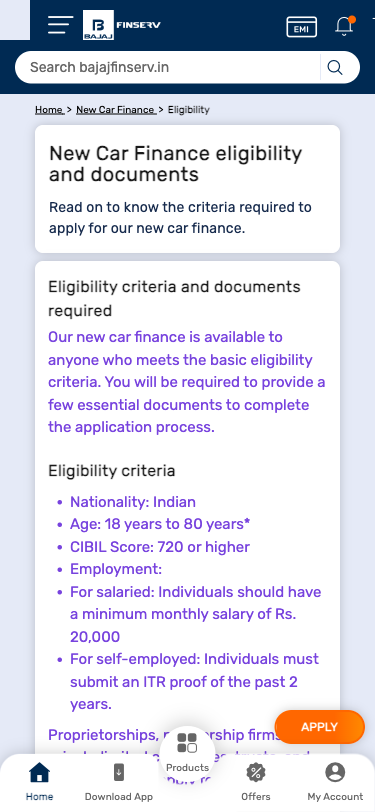 B
BAJAJ
FINSERV
EMI
Search bajajfinserv.in
Home > New Car Finance > Eligibility
New Car Finance eligibility
and documents
Read on to know the criteria required to
apply for our new car finance.
Eligibility criteria and documents
required
Our new car finance is available to
anyone who meets the basic eligibility
criteria. You will be required to provide a
few essential documents to complete
the application process.
Eligibility criteria
• Nationality: Indian
• Age: 18 years to 80 years*
• CIBIL Score: 720 or higher
• Employment:
• For salaried: Individuals should have
a minimum monthly salary of Rs.
20,000
• For self-employed: Individuals must
submit an ITR proof of the past 2
years.
Proprietorships,
APPLY
Home
Download App
Products
Offers
My Account